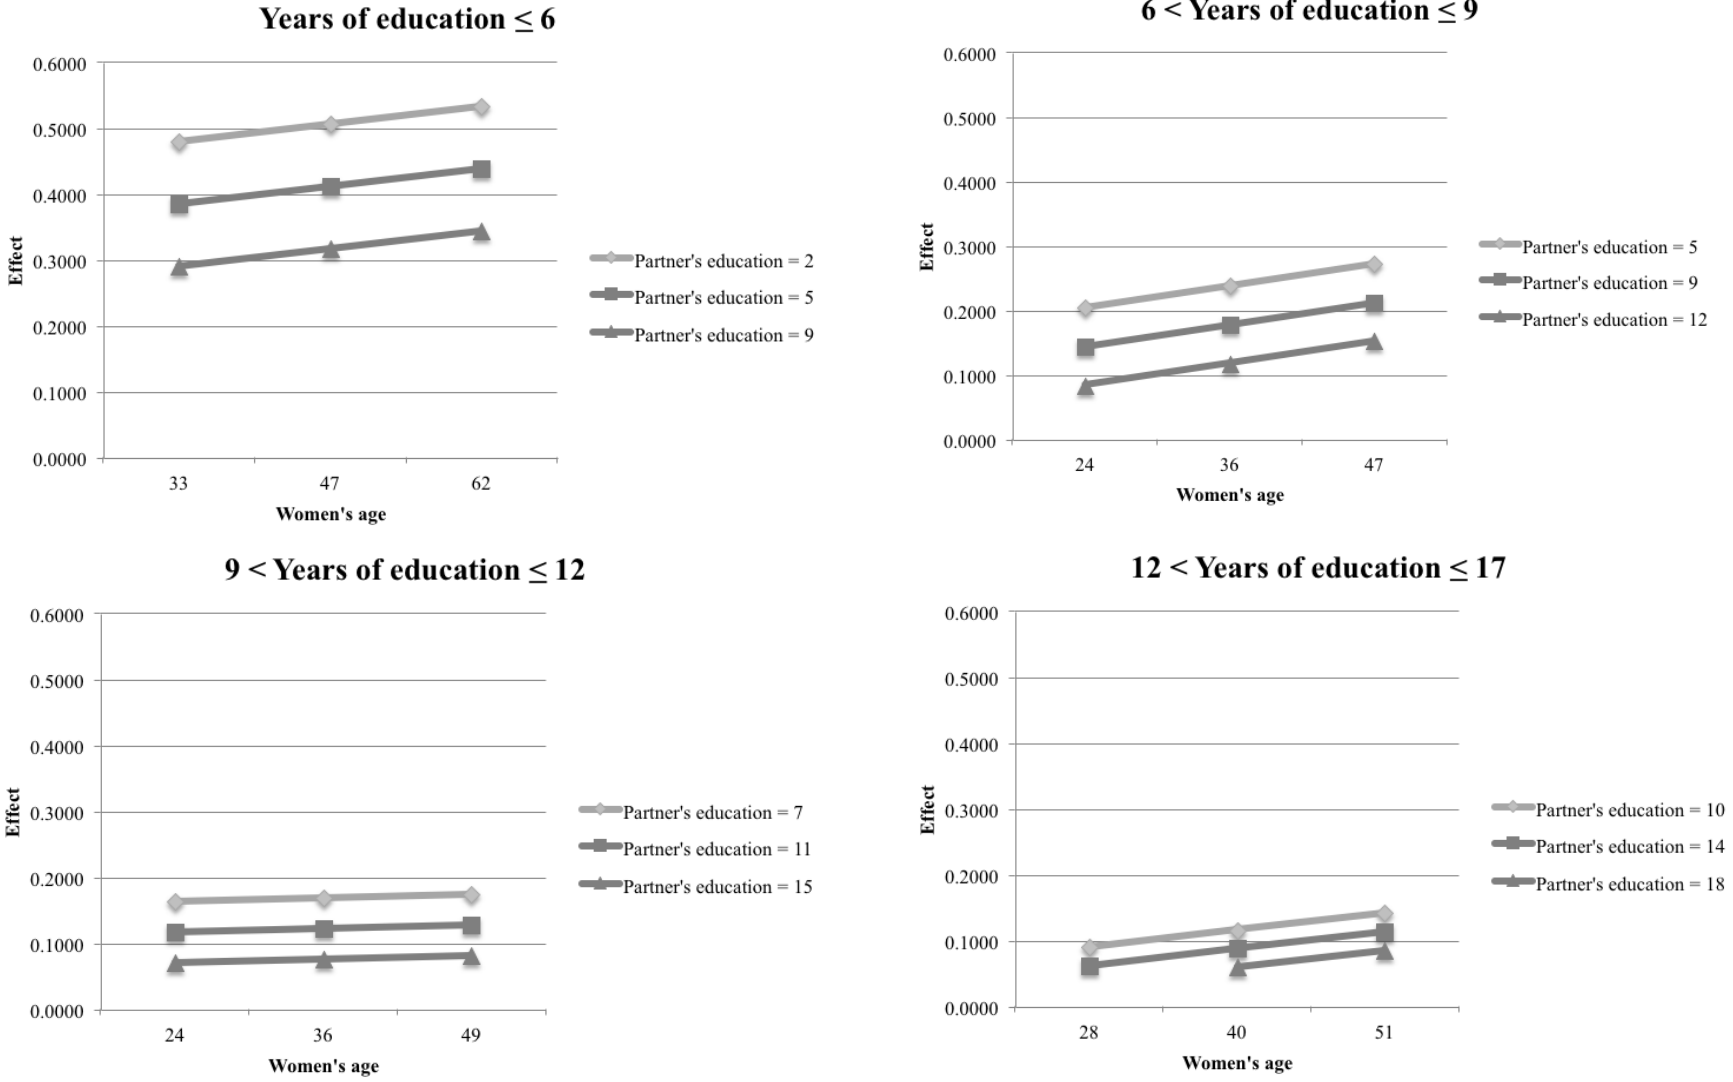 Years of education ≤ 6
0.6000
0.5000
0.4000
0.3000
0.2000
0.1000
0.0000
Effect
33 47 62
Women's age
Partner's education = 2
Partner's education = 5
Partner's education = 9
6 < Years of education ≤ 9
0.6000
0.5000
0.4000
0.3000
0.2000
0.1000
0.0000
Effect
24 36 47
Women's age
Partner's education = 5
Partner's education = 9
Partner's education = 12
9 < Years of education ≤ 12
0.6000
0.5000
0.4000
0.3000
0.2000
0.1000
0.0000
Effect
24 36 49
Women's age
Partner's education = 7
Partner's education = 11
Partner's education = 15
12 < Years of education ≤ 17
0.6000
0.5000
0.4000
0.3000
0.2000
0.1000
0.0000
Effect
28 40 51
Women's age
Partner's education = 10
Partner's education = 14
Partner's education = 18